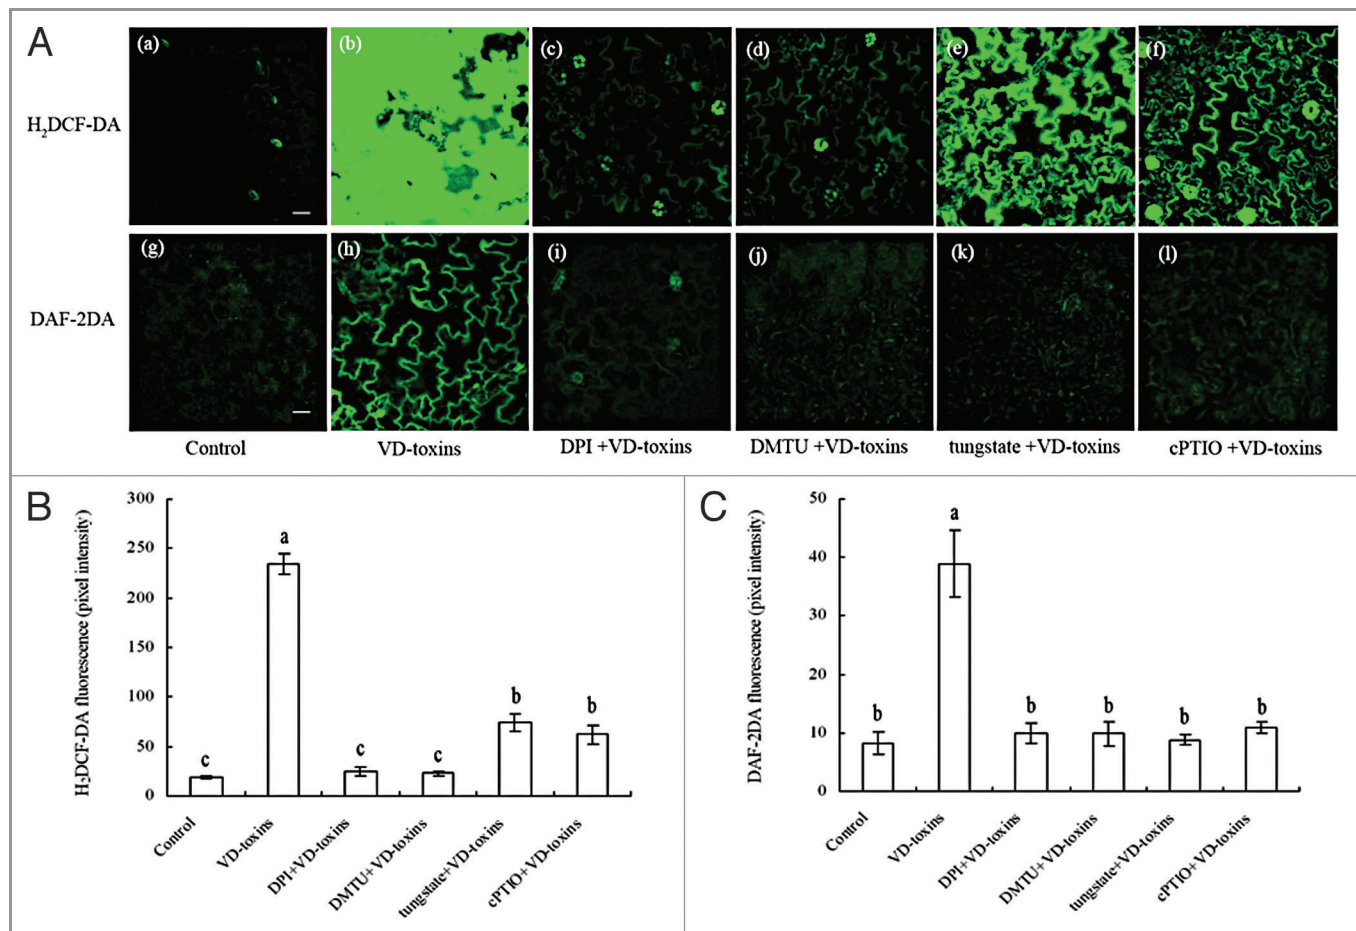 A
(a) (b) (c) (d) (e) (f)
H₂DCF-DA
(g) (h) (i) (j) (k) (l)
DAF-2DA
Control VD-toxins DPI +VD-toxins DMTU +VD-toxins tungstate +VD-toxins cPTIO +VD-toxins
B
H₂DCF-DA fluorescence (pixel intensity)
300
250
200
150
100
50
0
c a c c b b
Control VD-toxins DPI+VD-toxins DMTU+VD-toxins tungstate+VD-toxins cPTIO+VD-toxins
C
DAF-2DA fluorescence (pixel intensity)
50
40
30
20
10
0
b a b b b b
Control VD-toxins DPI+VD-toxins DMTU+VD-toxins tungstate+VD-toxins cPTIO+VD-toxins